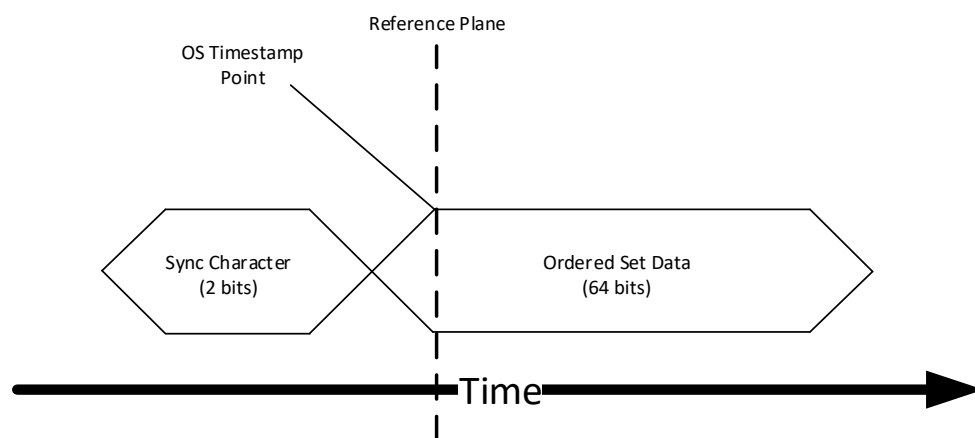 Reference Plane
OS Timestamp
Point
Sync Character
(2 bits)
Ordered Set Data
(64 bits)
Time